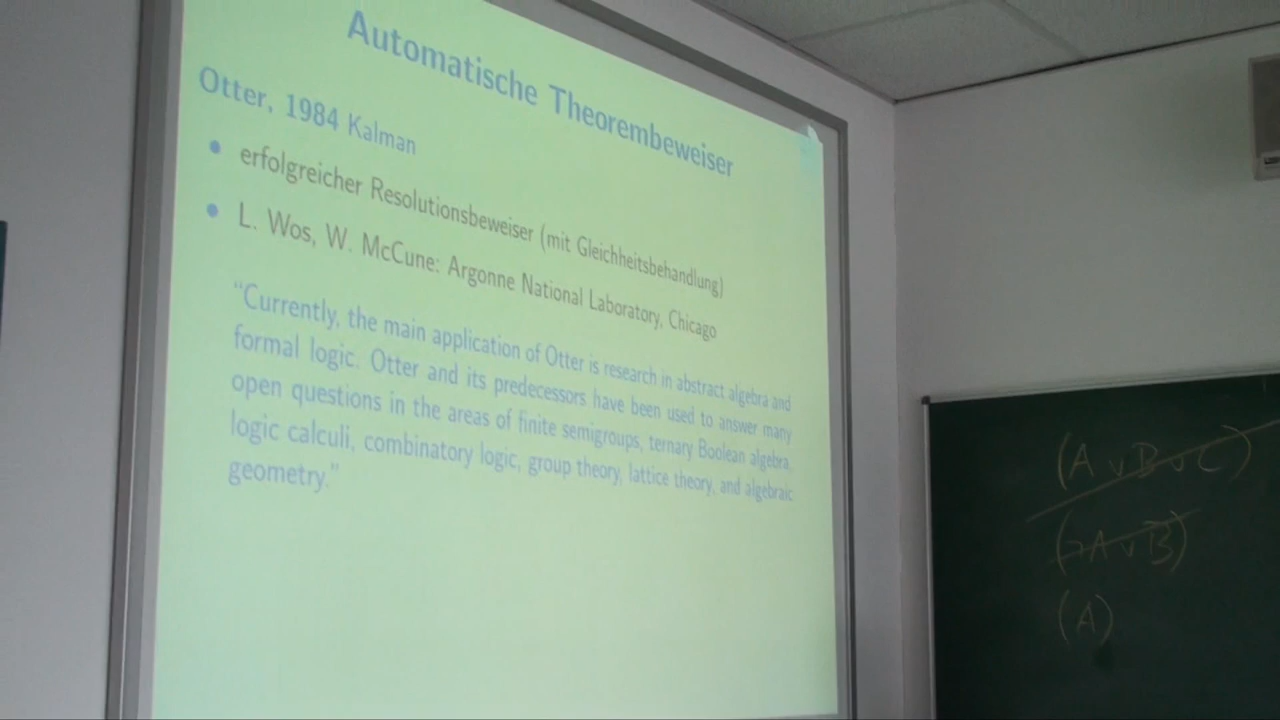 Automatische Theorembeweiser
Otter, 1984 Kalman
• erfolgreicher Resolutionsbeweiser (mit Gleichheitsbehandlung)
• L. Wos, W. McCune: Argonne National Laboratory, Chicago
“Currently, the main application of Otter is research in abstract algebra and
formal logic. Otter and its predecessors have been used to answer many
open questions in the areas of finite semigroups, ternary Boolean algebra,
logic calculi, combinatory logic, group theory, lattice theory, and algebraic
geometry.”
(A ∨ B ∨ C)
(¬A ∨ B)
(A)